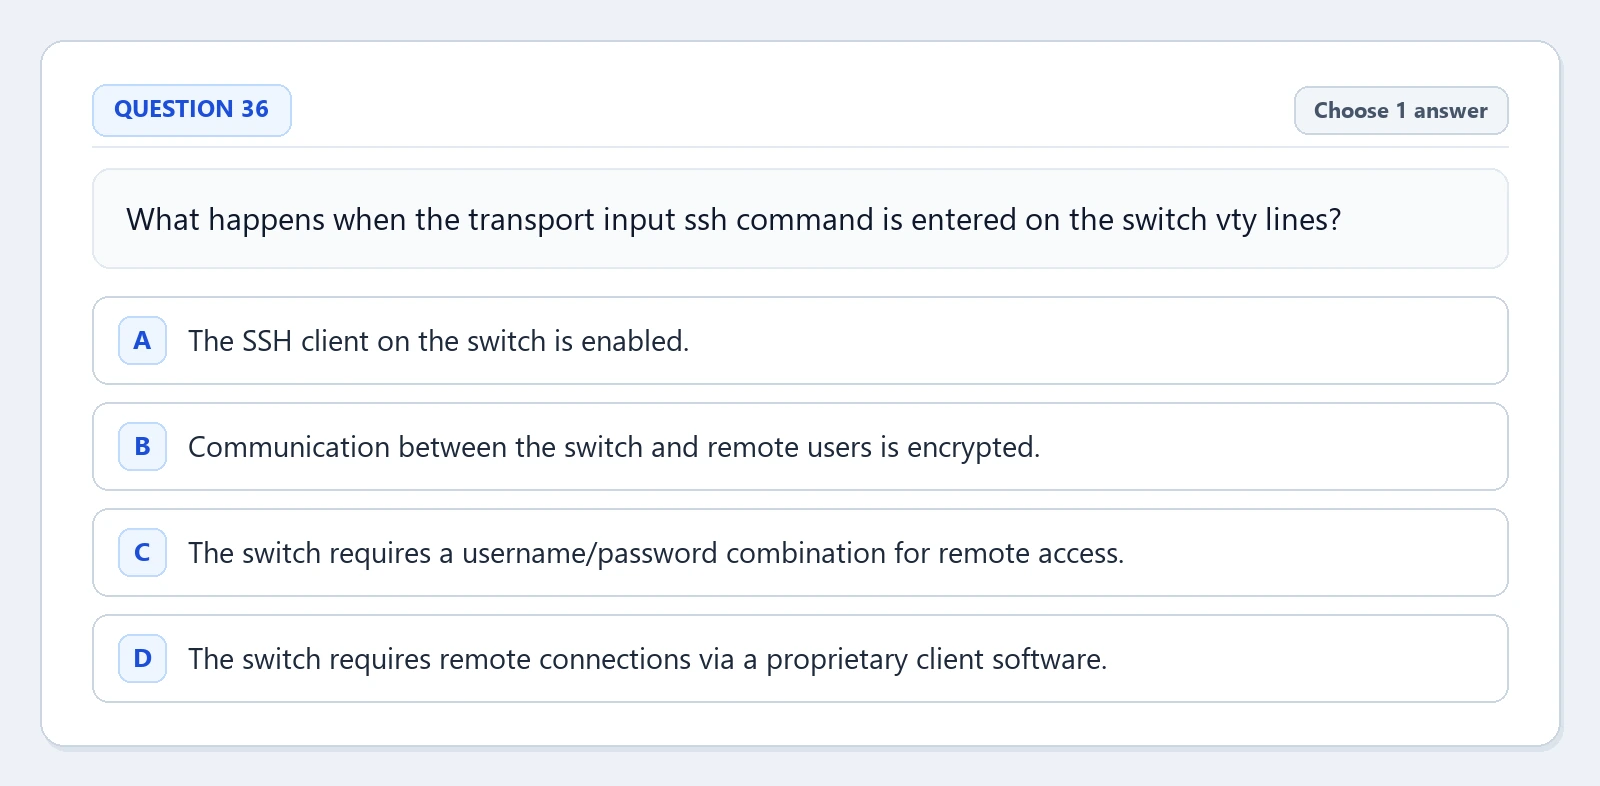 QUESTION 36
Choose 1 answer
What happens when the transport input ssh command is entered on the switch vty lines?
A
The SSH client on the switch is enabled.
B
Communication between the switch and remote users is encrypted.
C
The switch requires a username/password combination for remote access.
D
The switch requires remote connections via a proprietary client software.